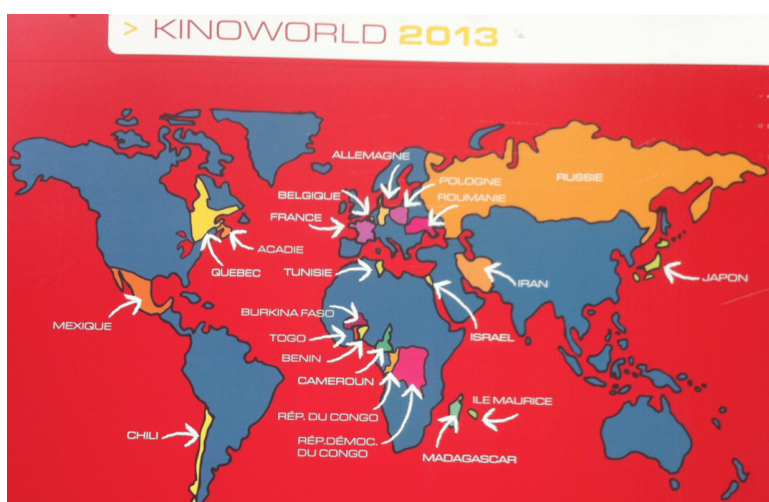 > KINOWORLD 2013
ALLEMAGNE
POLOGNE
RUSSIE
BELGIQUE
ROUMANIE
FRANCE
ACADIE
QUEBEC
TUNISIE
IRAN
JAPON
MEXIQUE
BURKINA FASO
TOGO
ISRAEL
BENIN
CAMEROUN
ILE MAURICE
RÉP. DU CONGO
CHILI
RÉP.DÉMOC.
DU CONGO
MADAGASCAR